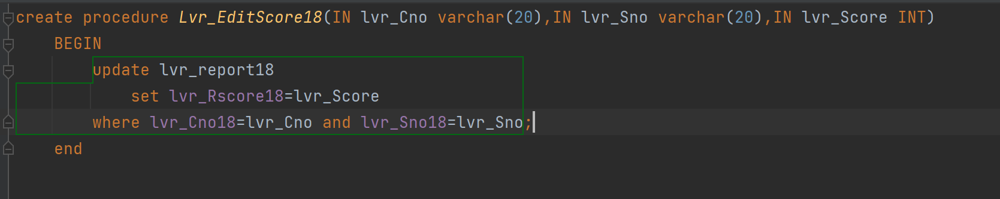 create procedure Lvr_EditScore18(IN lvr_Cno varchar(20),IN lvr_Sno varchar(20),IN lvr_Score INT)
BEGIN
update lvr_report18
set lvr_Rscore18=lvr_Score
where lvr_Cno18=lvr_Cno and lvr_Sno18=lvr_Sno;
end